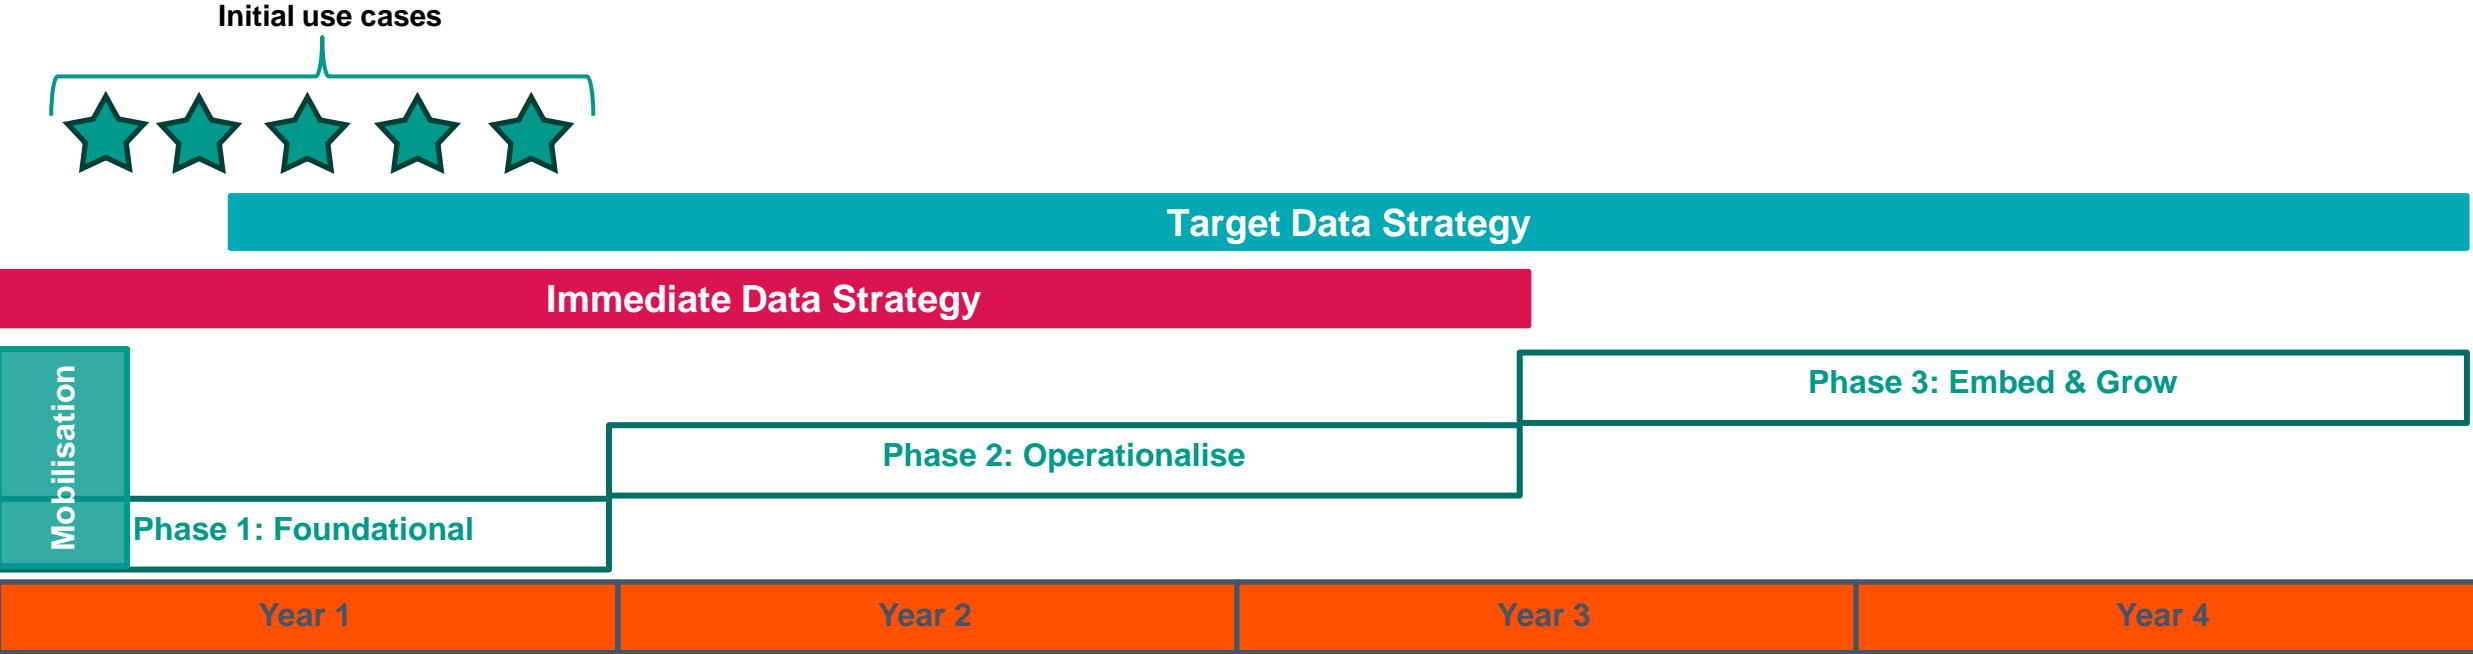 Initial use cases
Target Data Strategy
Immediate Data Strategy
Mobilisation
Phase 3: Embed & Grow
Phase 2: Operationalise
Phase 1: Foundational
Year 1
Year 2
Year 3
Year 4